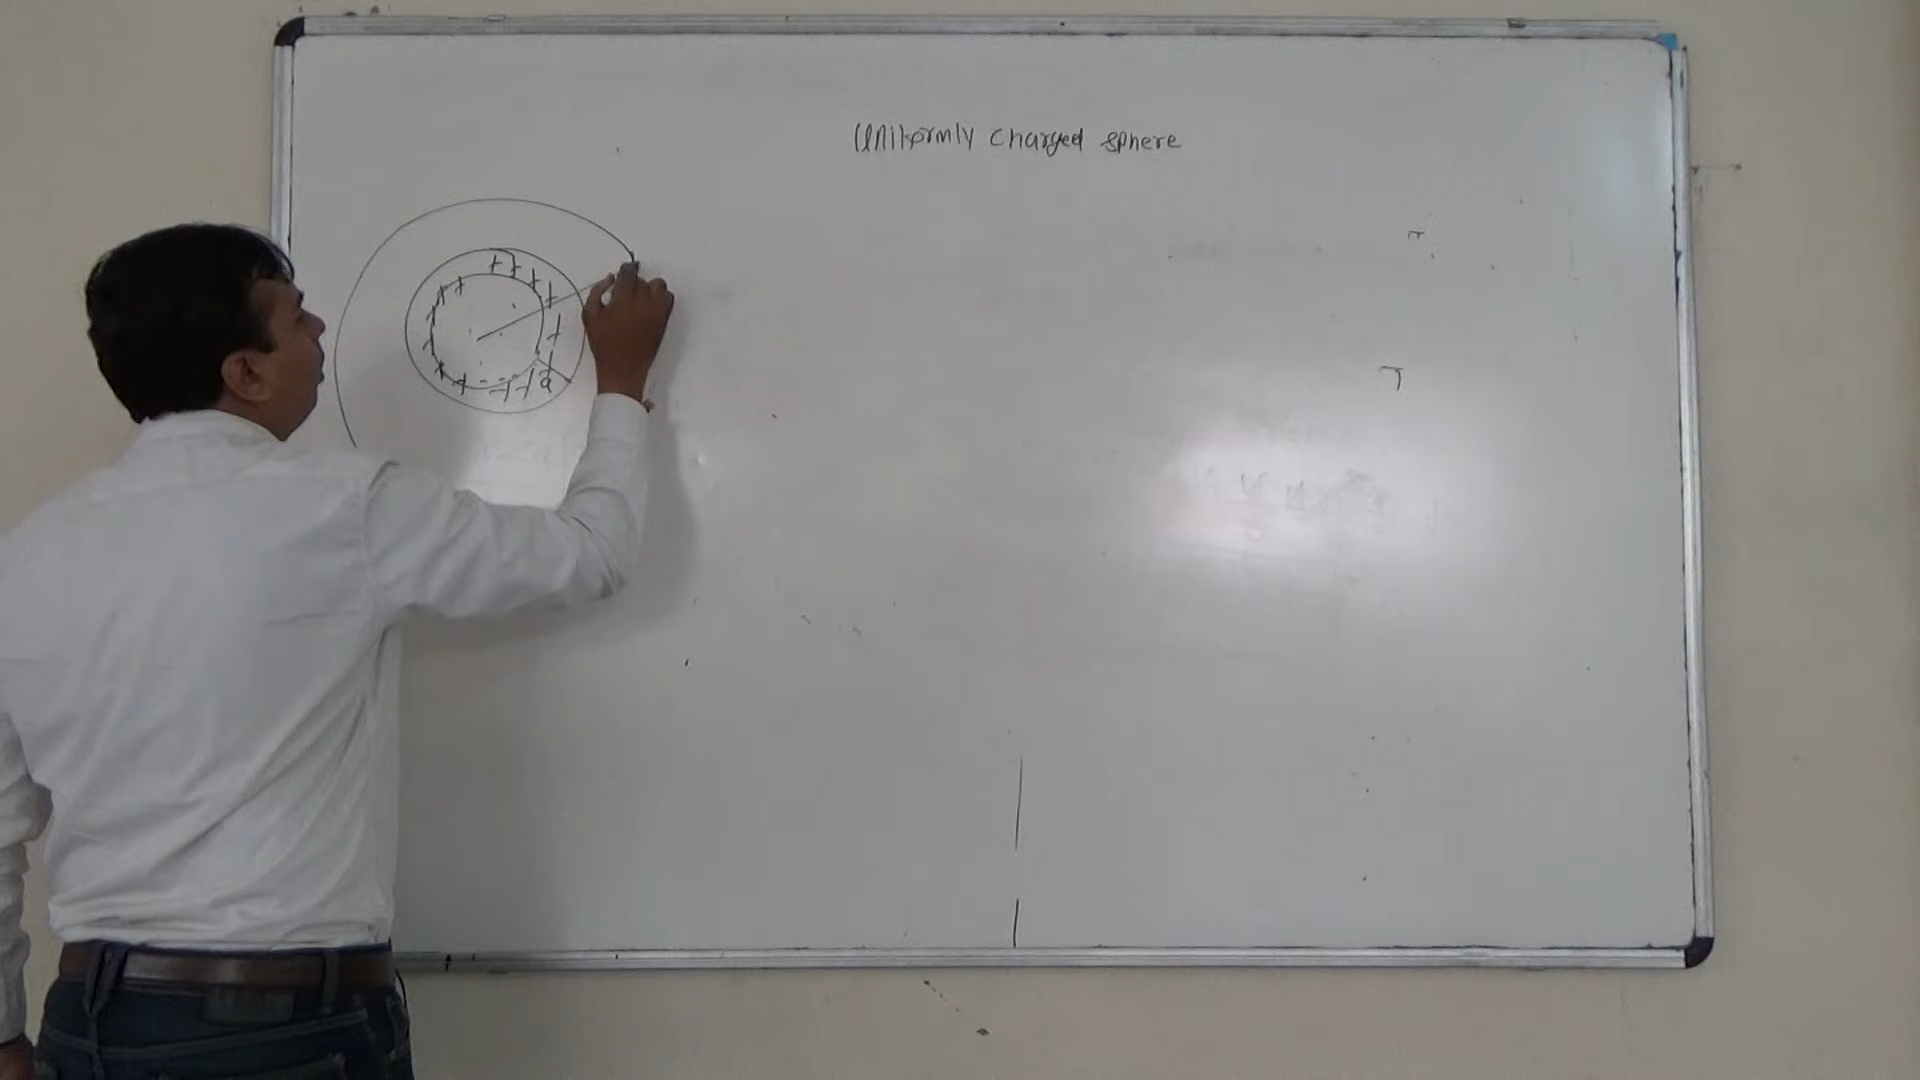 Uniformly charged sphere
+ + + + + + + + + + + + + + + a